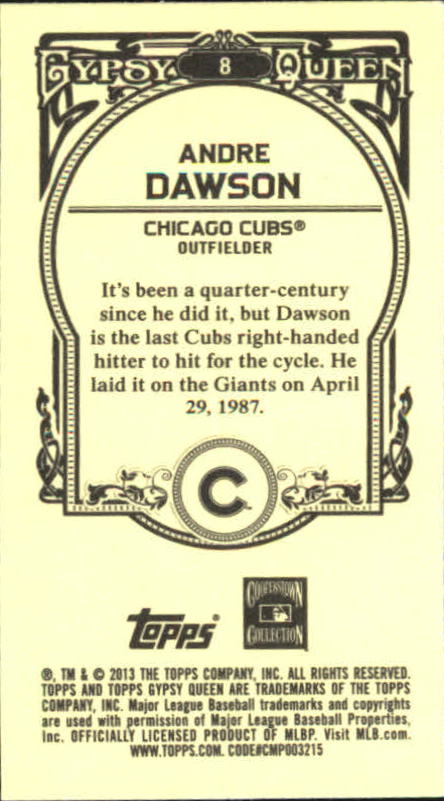 GYPSY 8 QUEEN
ANDRE
DAWSON
CHICAGO CUBS®
OUTFIELDER
It's been a quarter-century
since he did it, but Dawson
is the last Cubs right-handed
hitter to hit for the cycle. He
laid it on the Giants on April
29, 1987.
C
topps®
COOPERSTOWN
COLLECTION
®, TM & © 2013 THE TOPPS COMPANY, INC. ALL RIGHTS RESERVED.
TOPPS AND TOPPS GYPSY QUEEN ARE TRADEMARKS OF THE TOPPS
COMPANY, INC. Major League Baseball trademarks and copyrights
are used with permission of Major League Baseball Properties,
Inc. OFFICIALLY LICENSED PRODUCT OF MLBP. Visit MLB.com.
WWW.TOPPS.COM. CODE#CMP003215